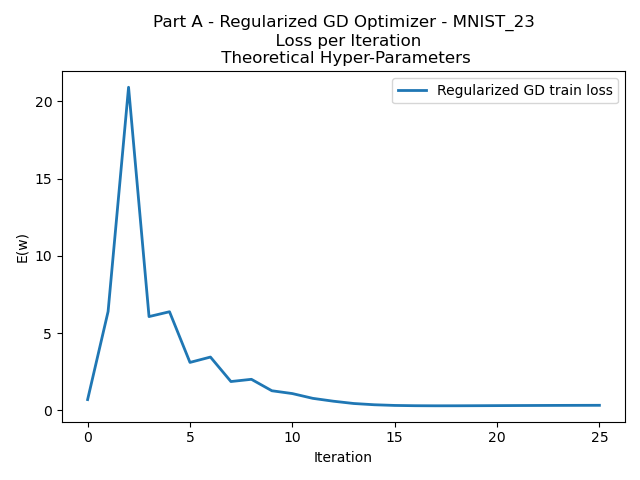 Part A - Regularized GD Optimizer - MNIST_23
Loss per Iteration
Theoretical Hyper-Parameters
Regularized GD train loss
20
15
10
5
0
E(w)
0 5 10 15 20 25
Iteration